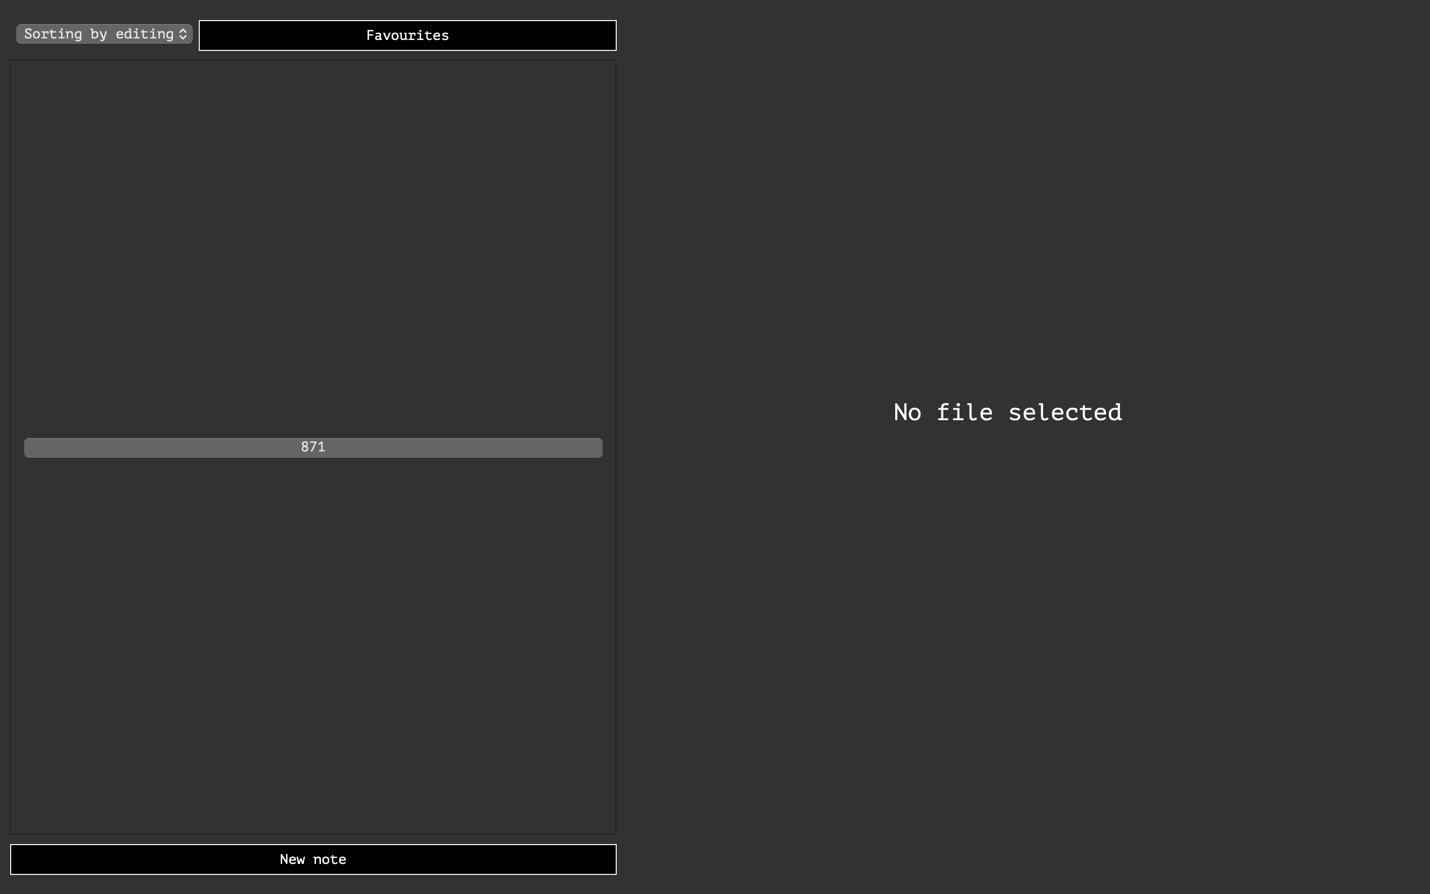 Sorting by editing
Favourites
871
No file selected
New note